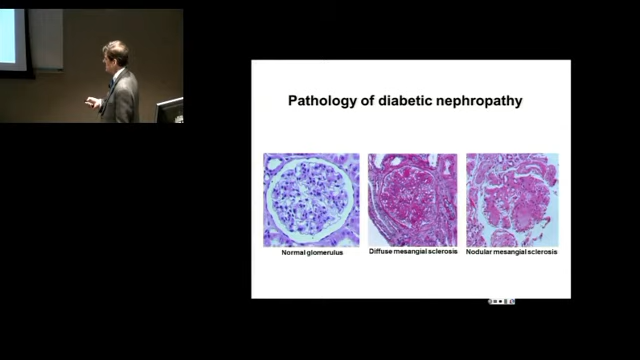 Pathology of diabetic nephropathy
Normal glomerulus
Diffuse mesangial sclerosis
Nodular mesangial sclerosis